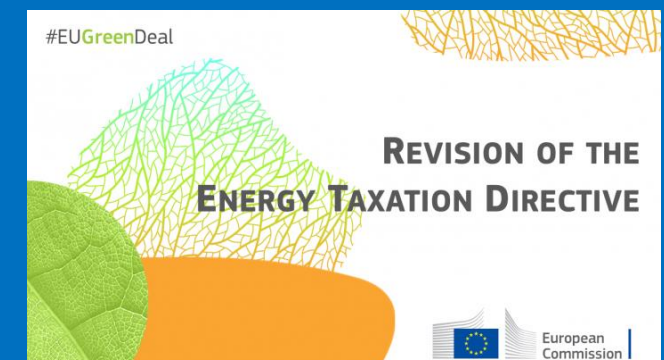 #EUGreenDeal
REVISION OF THE
ENERGY TAXATION DIRECTIVE
European
Commission